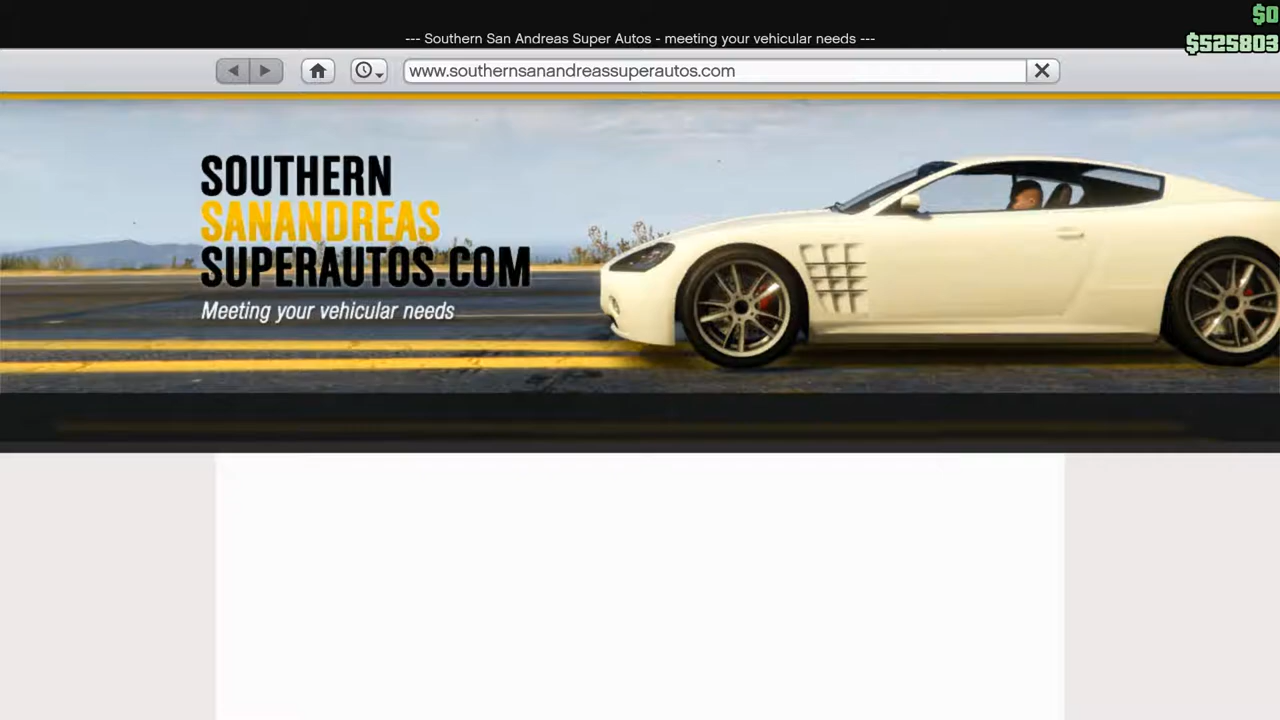 $0
--- Southern San Andreas Super Autos - meeting your vehicular needs ---
$525803
www.southernsanandreassuperautos.com
SOUTHERN
SANANDREAS
SUPERAUTOS.COM
Meeting your vehicular needs